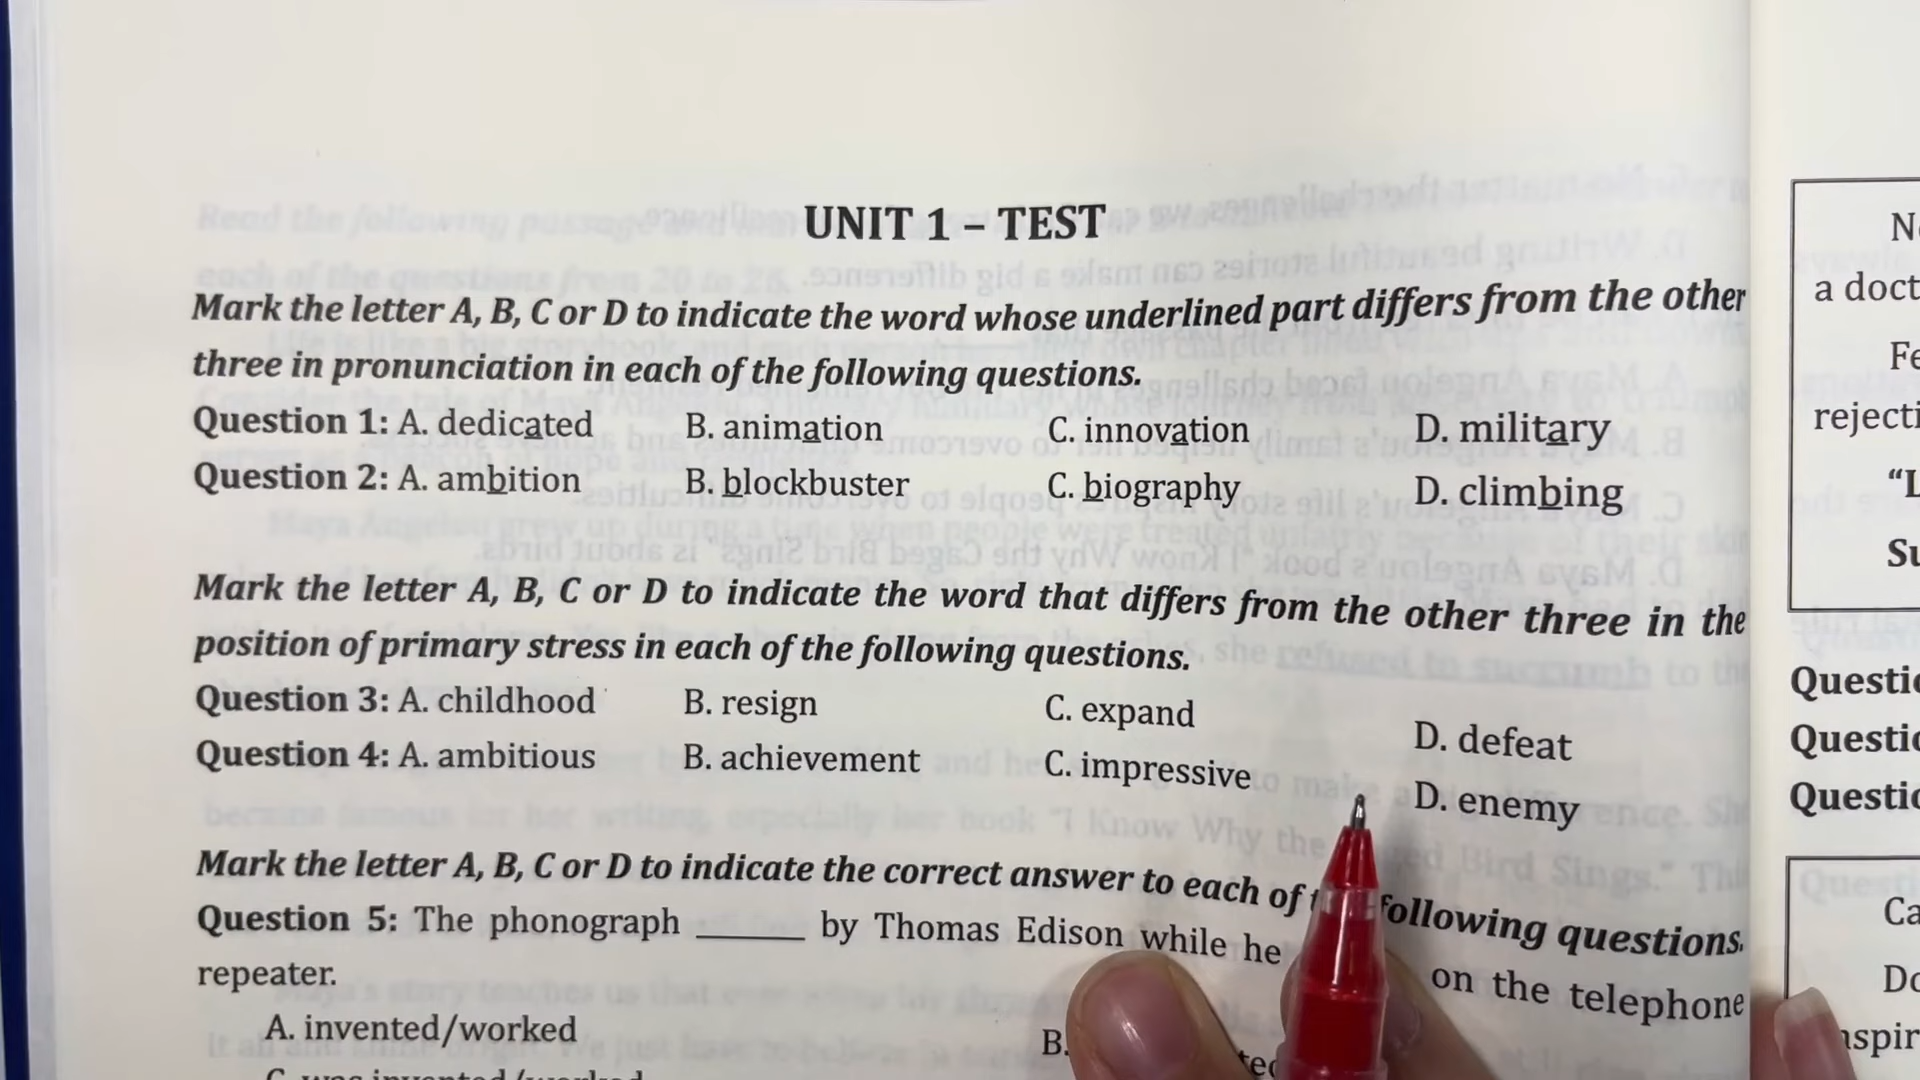 UNIT 1 – TEST
Mark the letter A, B, C or D to indicate the word whose underlined part differs from the other
three in pronunciation in each of the following questions.
Question 1: A. dedicated B. animation C. innovation D. military
Question 2: A. ambition B. blockbuster C. biography D. climbing
Mark the letter A, B, C or D to indicate the word that differs from the other three in the
position of primary stress in each of the following questions.
Question 3: A. childhood B. resign C. expand D. defeat
Question 4: A. ambitious B. achievement C. impressive D. enemy
Mark the letter A, B, C or D to indicate the correct answer to each of following questions.
Question 5: The phonograph ______ by Thomas Edison while he on the telephone
repeater.
A. invented/worked B.
a doct
rejecti
Questi
Questi
Questi